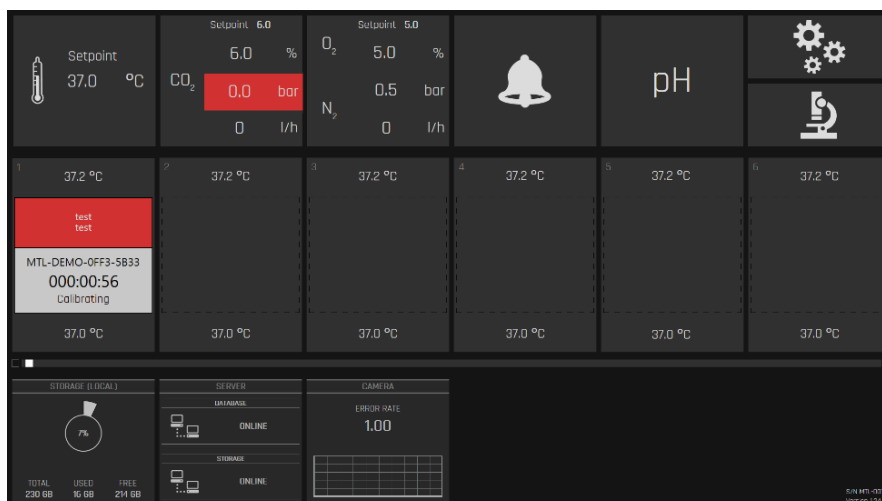 Setpoint
37.0 °C
Setpoint 6.0
6.0 %
CO2
0.0 bar
0 l/h
Setpoint 5.0
O2
5.0 %
0.5 bar
N2
0 l/h
pH
1
37.2 °C
test
test
MTL-DEMO-0FF3-5B33
000:00:56
Calibrating
37.0 °C
2
37.2 °C
37.0 °C
3
37.2 °C
37.0 °C
4
37.2 °C
37.0 °C
5
37.2 °C
37.0 °C
6
37.2 °C
37.0 °C
STORAGE (LOCAL)
7%
TOTAL USED FREE
230 GB 16 GB 214 GB
SERVER
DATABASE
ONLINE
STORAGE
ONLINE
CAMERA
ERROR RATE
1.00